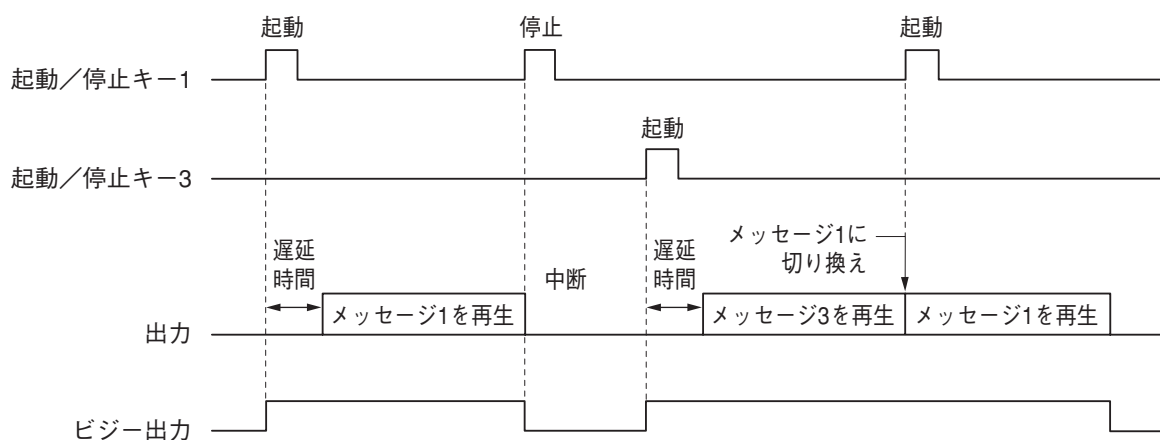 起動
停止
起動
起動／停止キー1
起動
起動／停止キー3
遅延
時間
中断
遅延
時間
メッセージ1に
切り換え
メッセージ1を再生
メッセージ3を再生
メッセージ1を再生
出力
ビジー出力